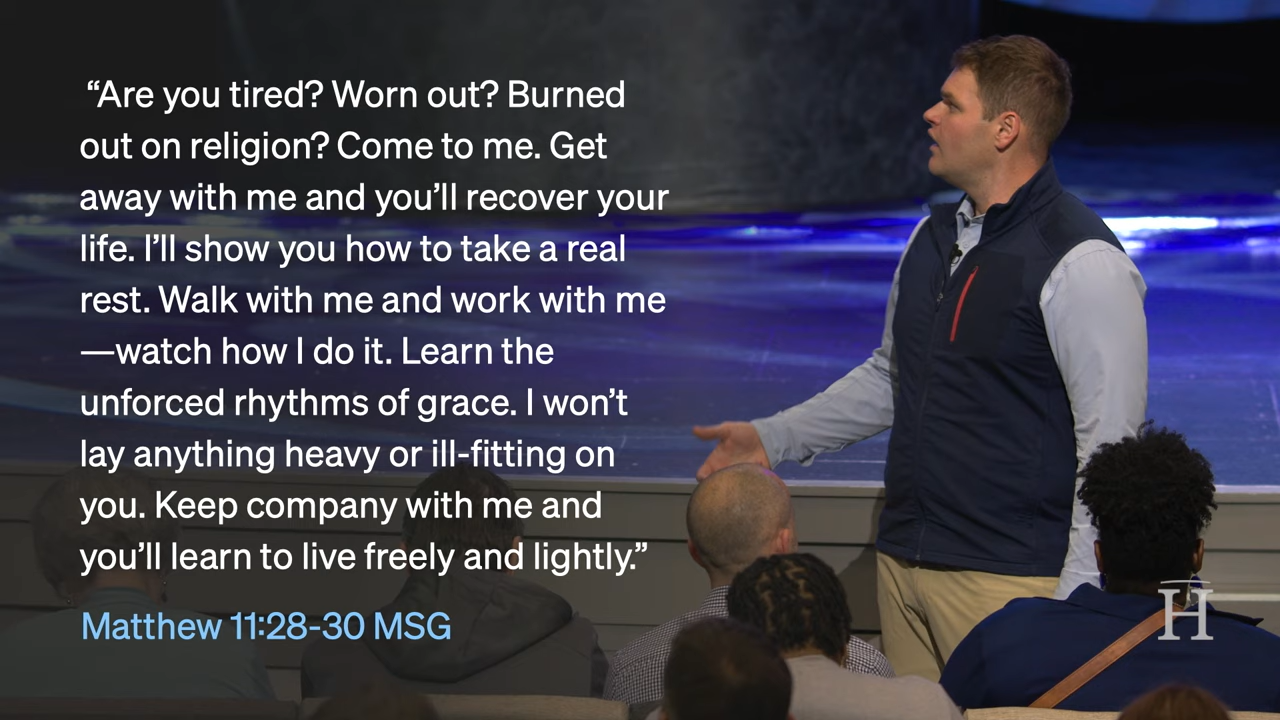 “Are you tired? Worn out? Burned
out on religion? Come to me. Get
away with me and you’ll recover your
life. I’ll show you how to take a real
rest. Walk with me and work with me
—watch how I do it. Learn the
unforced rhythms of grace. I won’t
lay anything heavy or ill-fitting on
you. Keep company with me and
you’ll learn to live freely and lightly.”
Matthew 11:28-30 MSG
H